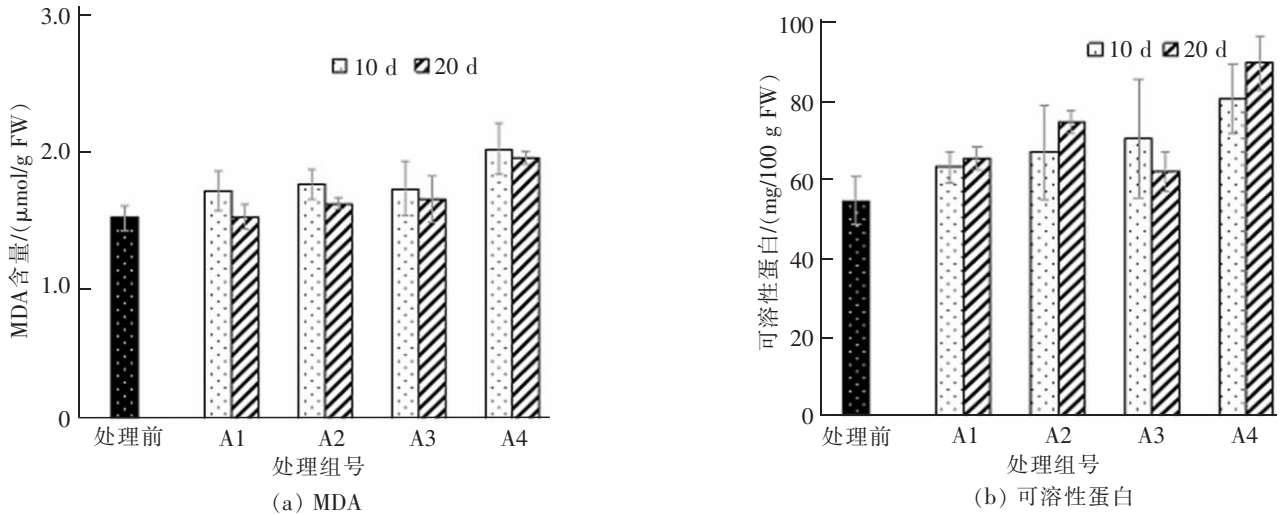 3.0
2.0
1.0
0
MDA含量/(μmol/g FW)
10 d
20 d
处理前
A1
A2
A3
A4
处理组号
(a) MDA
100
80
60
40
20
0
可溶性蛋白/(mg/100 g FW)
10 d
20 d
处理前
A1
A2
A3
A4
处理组号
(b) 可溶性蛋白